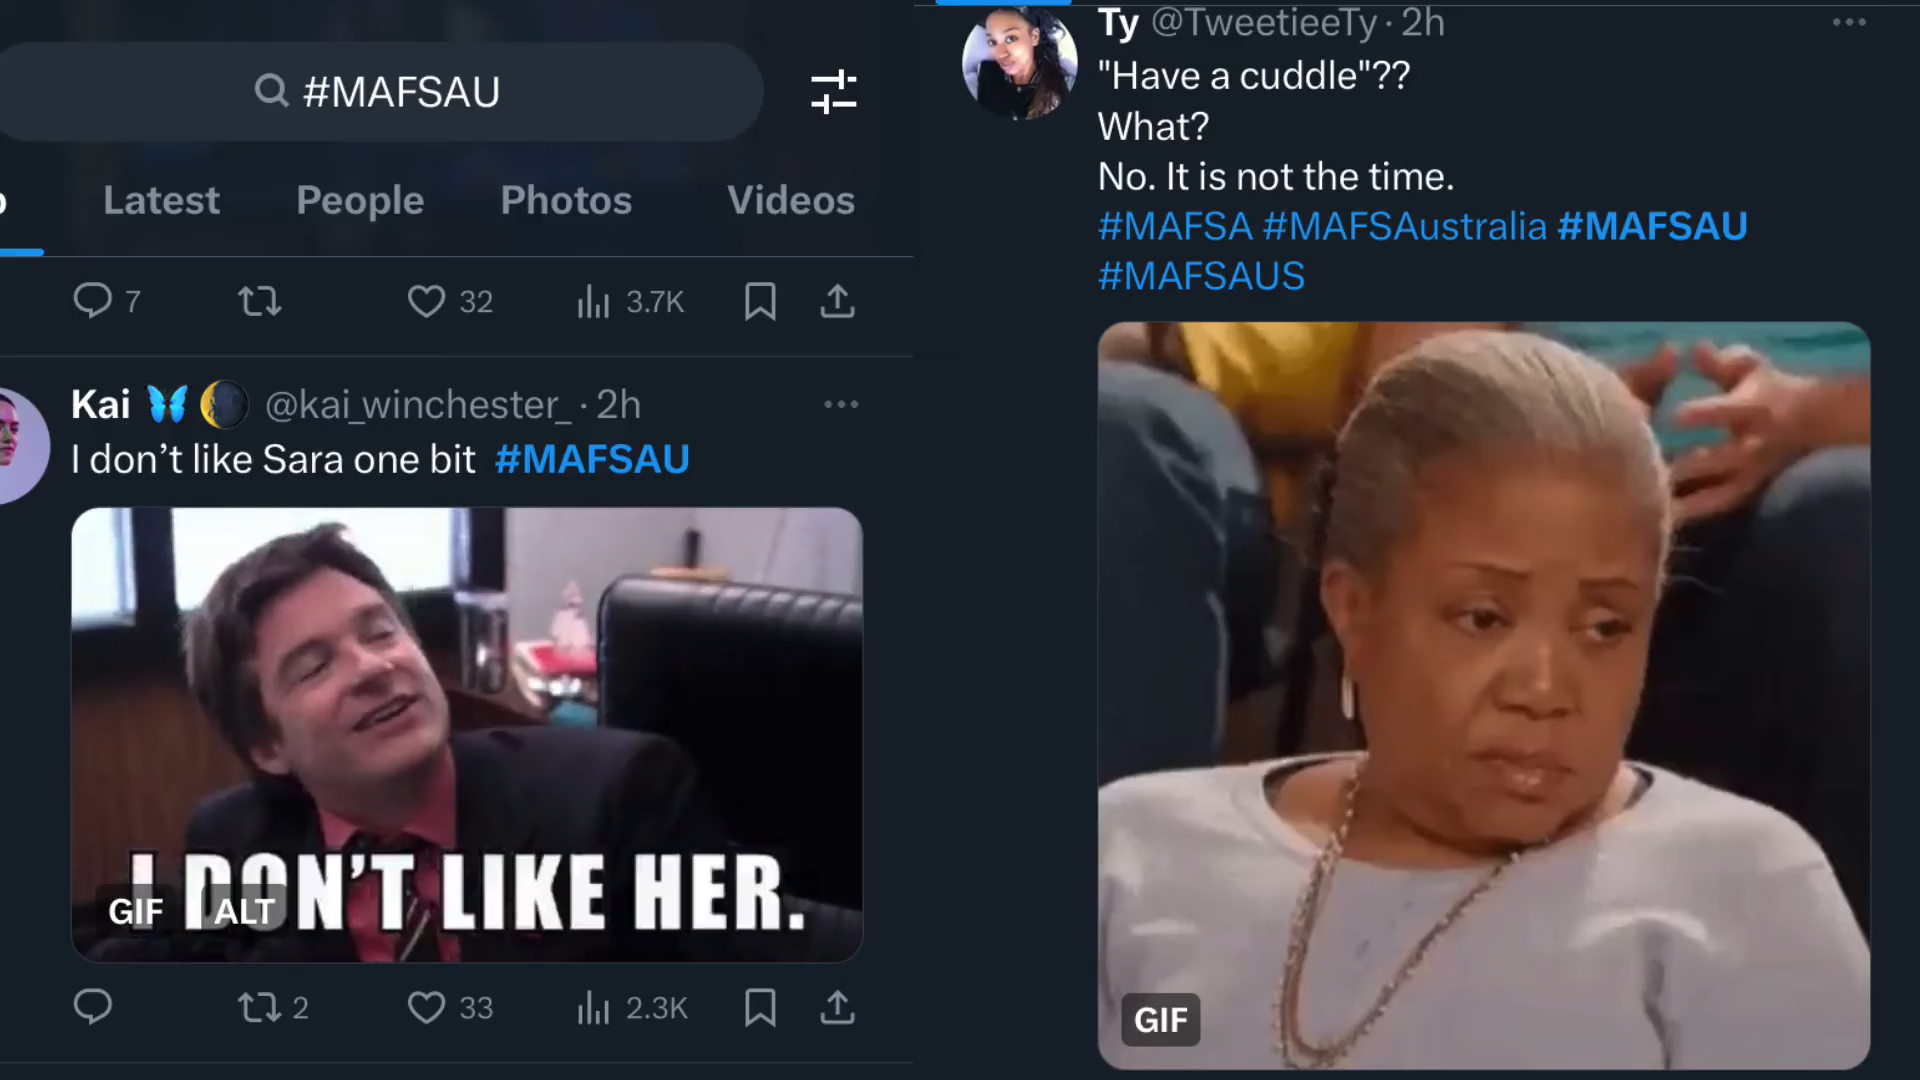 #MAFSAU
Latest People Photos Videos
7 32 3.7K
Kai @kai_winchester_ · 2h
I don’t like Sara one bit #MAFSAU
I DON’T LIKE HER.
GIF ALT
2 33 2.3K
Ty @TweetieeTy · 2h
"Have a cuddle"??
What?
No. It is not the time.
#MAFSA #MAFSAustralia #MAFSAU
#MAFSAUS
GIF